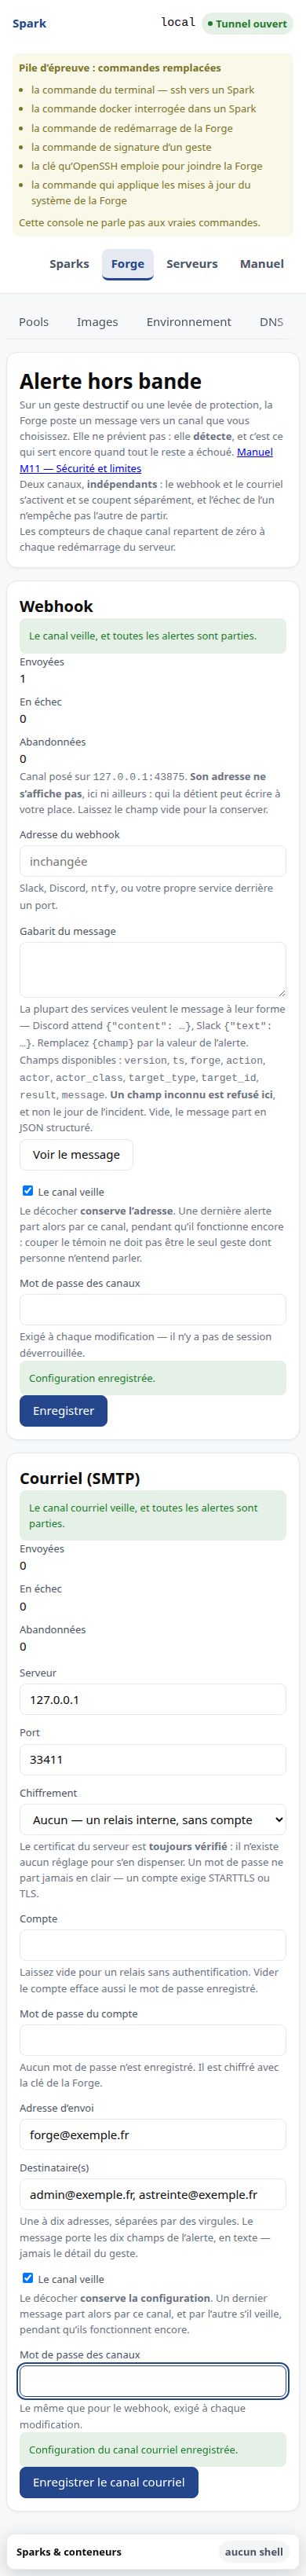 Spark
local
Tunnel ouvert
Pile d’épreuve : commandes remplacées
la commande du terminal — ssh vers un Spark
la commande docker interrogée dans un Spark
la commande de redémarrage de la Forge
la commande de signature d’un geste
la clé qu’OpenSSH emploie pour joindre la Forge
la commande qui applique les mises à jour du
système de la Forge
Cette console ne parle pas aux vraies commandes.
Sparks
Forge
Serveurs
Manuel
Pools
Images
Environnement
DNS
Alerte hors bande
Sur un geste destructif ou une levée de protection, la
Forge poste un message vers un canal que vous
choisissez. Elle ne prévient pas : elle détecte, et c’est ce
qui sert encore quand tout le reste a échoué. Manuel
M11 — Sécurité et limites
Deux canaux, indépendants : le webhook et le courriel
s’activent et se coupent séparément, et l’échec de l’un
n’empêche pas l’autre de partir.
Les compteurs de chaque canal repartent de zéro à
chaque redémarrage du serveur.
Webhook
Le canal veille, et toutes les alertes sont parties.
Envoyées
1
En échec
0
Abandonnées
0
Canal posé sur 127.0.0.1:43875. Son adresse ne
s’affiche pas, ici ni ailleurs : qui la détient peut écrire à
votre place. Laissez le champ vide pour la conserver.
Adresse du webhook
inchangée
Slack, Discord, ntfy, ou votre propre service derrière
un port.
Gabarit du message
La plupart des services veulent le message à leur forme
— Discord attend {"content": …}, Slack {"text":
…}. Remplacez {champ} par la valeur de l’alerte.
Champs disponibles : version, ts, forge, action,
actor, actor_class, target_type, target_id,
result, message. Un champ inconnu est refusé ici,
et non le jour de l’incident. Vide, le message part en
JSON structuré.
Voir le message
Le canal veille
Le décocher conserve l’adresse. Une dernière alerte
part alors par ce canal, pendant qu’il fonctionne encore
: couper le témoin ne doit pas être le seul geste dont
personne n’entend parler.
Mot de passe des canaux
Exigé à chaque modification — il n’y a pas de session
déverrouillée.
Configuration enregistrée.
Enregistrer
Courriel (SMTP)
Le canal courriel veille, et toutes les alertes sont
parties.
Envoyées
0
En échec
0
Abandonnées
0
Serveur
127.0.0.1
Port
33411
Chiffrement
Aucun — un relais interne, sans compte
Le certificat du serveur est toujours vérifié : il n’existe
aucun réglage pour s’en dispenser. Un mot de passe ne
part jamais en clair — un compte exige STARTTLS ou
TLS.
Compte
Laissez vide pour un relais sans authentification. Vider
le compte efface aussi le mot de passe enregistré.
Mot de passe du compte
Aucun mot de passe n’est enregistré. Il est chiffré avec
la clé de la Forge.
Adresse d’envoi
forge@exemple.fr
Destinataire(s)
admin@exemple.fr, astreinte@exemple.fr
Une à dix adresses, séparées par des virgules. Le
message porte les dix champs de l’alerte, en texte —
jamais le détail du geste.
Le canal veille
Le décocher conserve la configuration. Un dernier
message part alors par ce canal, et par l’autre s’il veille,
pendant qu’ils fonctionnent encore.
Mot de passe des canaux
Le même que pour le webhook, exigé à chaque
modification.
Configuration du canal courriel enregistrée.
Enregistrer le canal courriel
Sparks & conteneurs
aucun shell